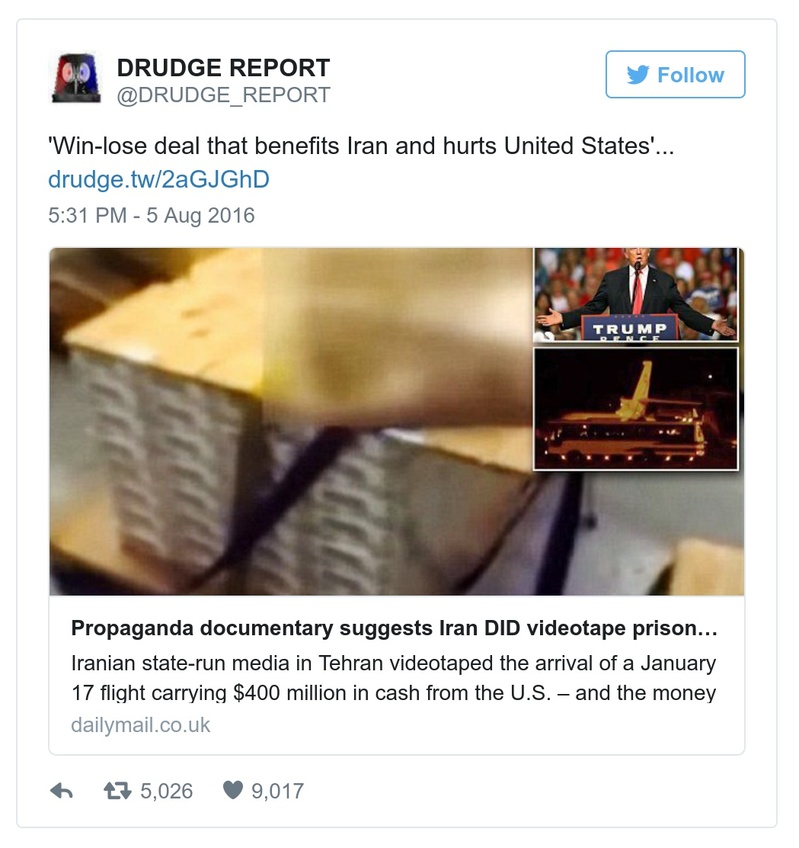 DRUDGE REPORT
@DRUDGE_REPORT
Follow
'Win-lose deal that benefits Iran and hurts United States'...
drudge.tw/2aGJGhD
5:31 PM - 5 Aug 2016
TRUMP
PENCE
Propaganda documentary suggests Iran DID videotape prison...
Iranian state-run media in Tehran videotaped the arrival of a January
17 flight carrying $400 million in cash from the U.S. – and the money
dailymail.co.uk
5,026 9,017